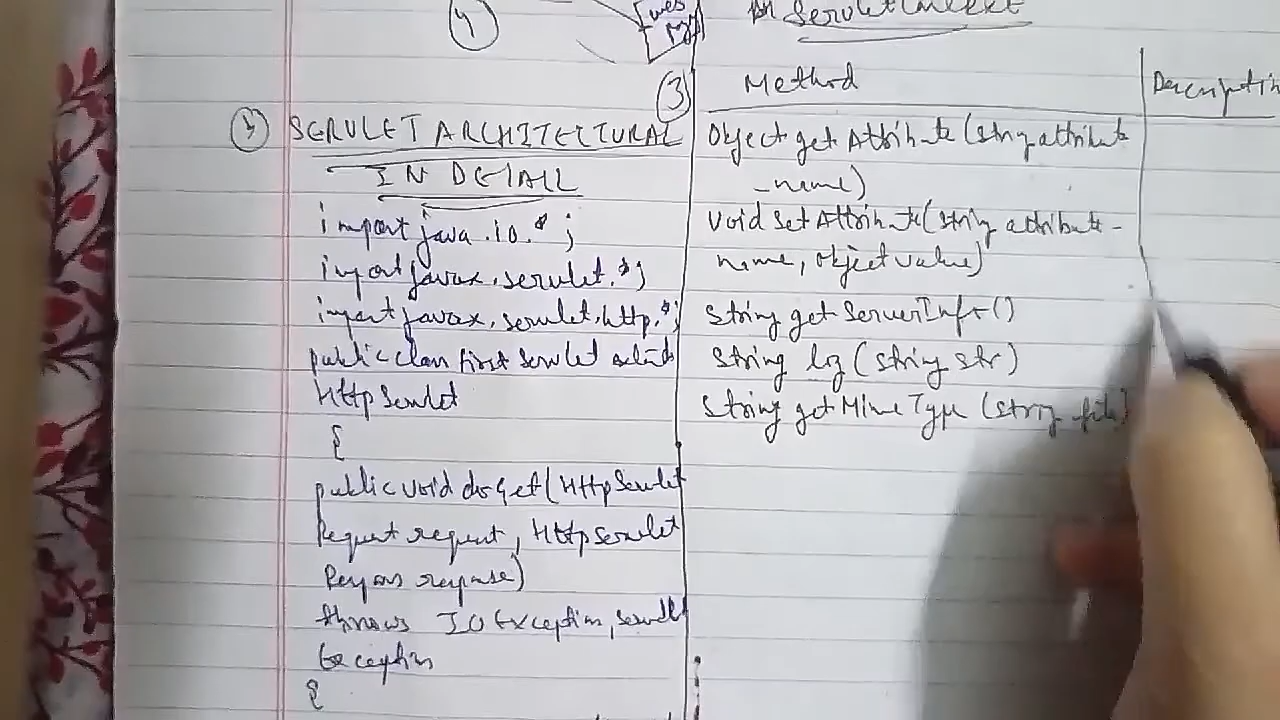 4
3
Method
Description
5 SERVLET ARCHITECTURAL
IN DETAIL
import java.io.*;
import javax.servlet.*;
import javax.servlet.http.*;
public class first Servlet extends
HttpServlet
{
public void doGet(HttpServlet
Request request, HttpServlet
Respons response)
throws IOException, Servlet
Exception
{
Object getAttribute (String attribute
_name)
Void SetAttribute(String attribute-
name, object value)
String getServerInfo()
String log (String str)
String getMimeType (String file)